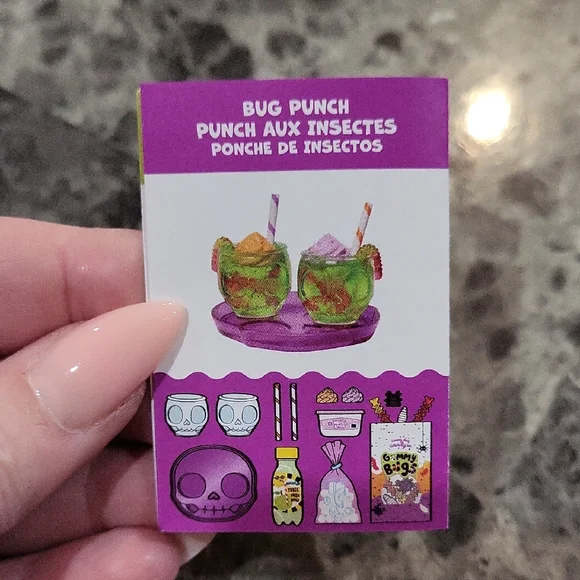 BUG PUNCH
PUNCH AUX INSECTES
PONCHE DE INSECTOS
Gummy
Bugs